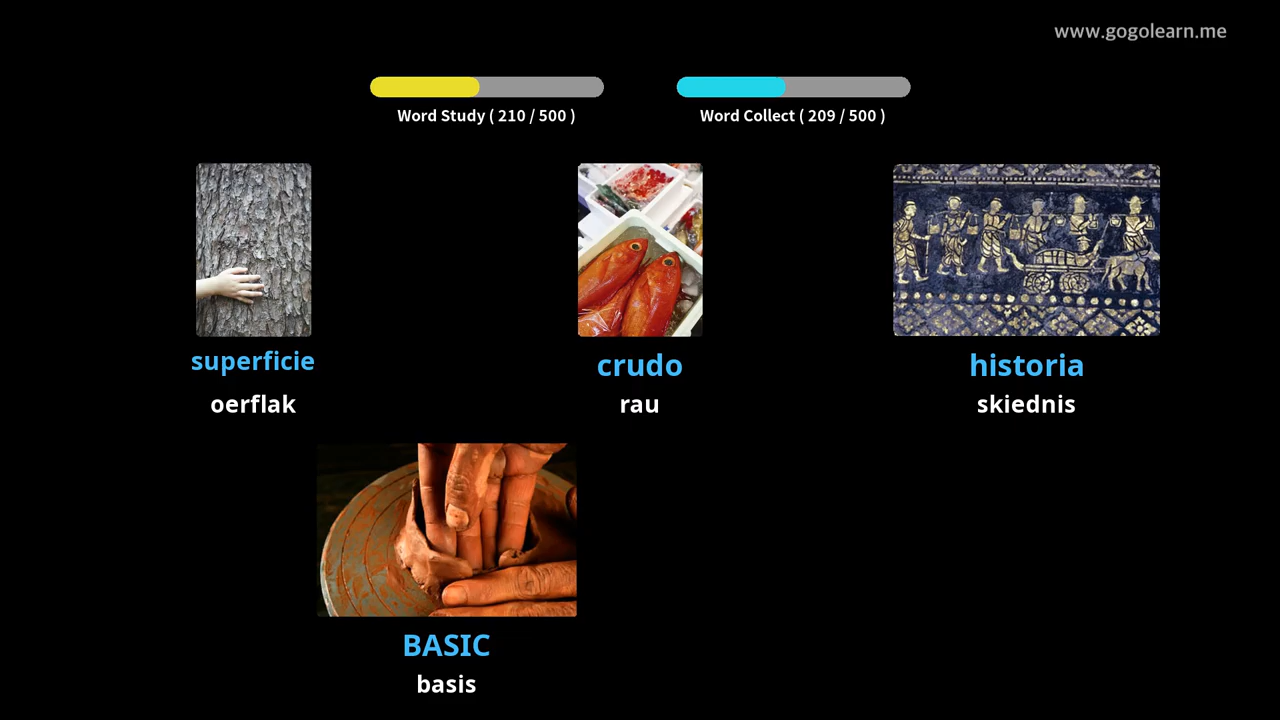 www.gogolearn.me
Word Study ( 210 / 500 )
Word Collect ( 209 / 500 )
superficie
oerflak
crudo
rau
historia
skiednis
BASIC
basis